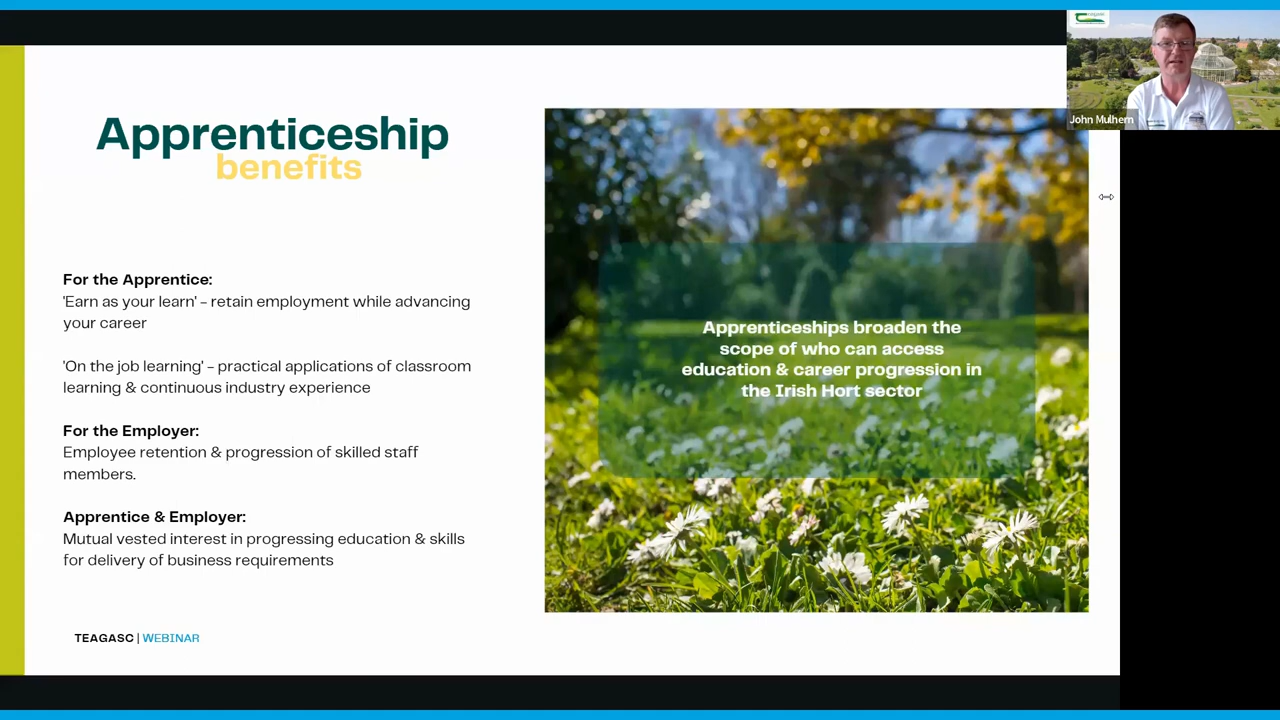 Apprenticeship
benefits
For the Apprentice:
'Earn as your learn' - retain employment while advancing
your career
'On the job learning' - practical applications of classroom
learning & continuous industry experience
For the Employer:
Employee retention & progression of skilled staff
members.
Apprentice & Employer:
Mutual vested interest in progressing education & skills
for delivery of business requirements
TEAGASC | WEBINAR
Apprenticeships broaden the
scope of who can access
education & career progression in
the Irish Hort sector
John Mulhern